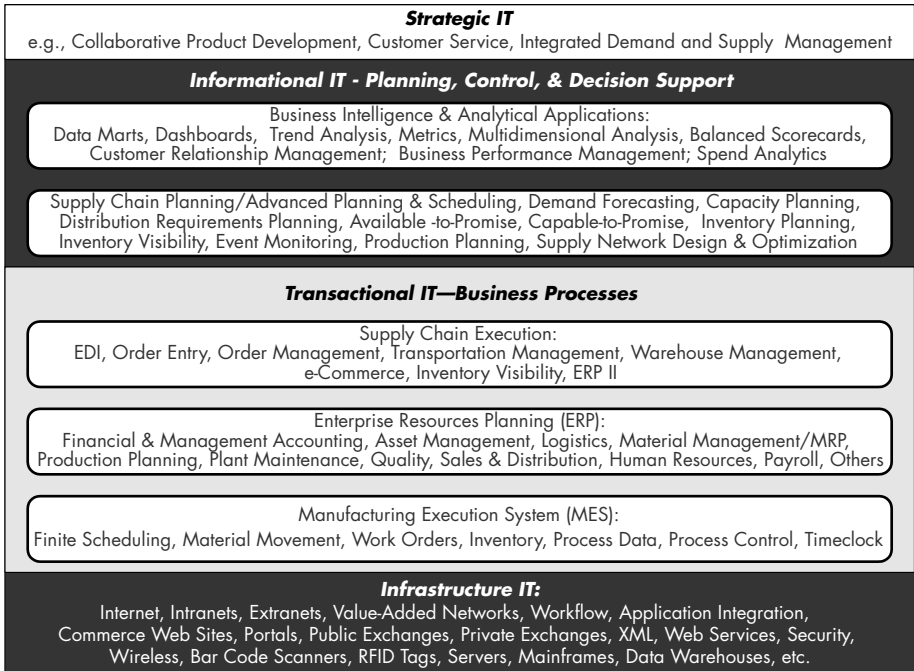 Strategic IT
e.g., Collaborative Product Development, Customer Service, Integrated Demand and Supply Management
Informational IT - Planning, Control, & Decision Support
Business Intelligence & Analytical Applications:
Data Marts, Dashboards, Trend Analysis, Metrics, Multidimensional Analysis, Balanced Scorecards,
Customer Relationship Management; Business Performance Management; Spend Analytics
Supply Chain Planning/Advanced Planning & Scheduling, Demand Forecasting, Capacity Planning,
Distribution Requirements Planning, Available -to-Promise, Capable-to-Promise, Inventory Planning,
Inventory Visibility, Event Monitoring, Production Planning, Supply Network Design & Optimization
Transactional IT—Business Processes
Supply Chain Execution:
EDI, Order Entry, Order Management, Transportation Management, Warehouse Management,
e-Commerce, Inventory Visibility, ERP II
Enterprise Resources Planning (ERP):
Financial & Management Accounting, Asset Management, Logistics, Material Management/MRP,
Production Planning, Plant Maintenance, Quality, Sales & Distribution, Human Resources, Payroll, Others
Manufacturing Execution System (MES):
Finite Scheduling, Material Movement, Work Orders, Inventory, Process Data, Process Control, Timeclock
Infrastructure IT:
Internet, Intranets, Extranets, Value-Added Networks, Workflow, Application Integration,
Commerce Web Sites, Portals, Public Exchanges, Private Exchanges, XML, Web Services, Security,
Wireless, Bar Code Scanners, RFID Tags, Servers, Mainframes, Data Warehouses, etc.